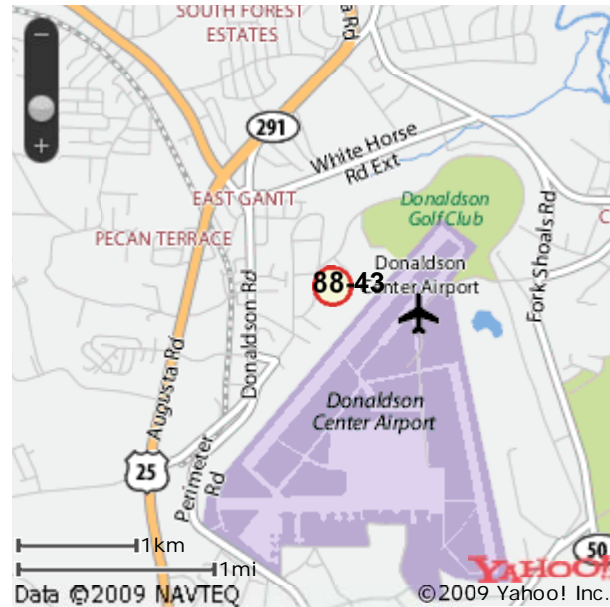 SOUTH FOREST
ESTATES
a Rd
291
White Horse
Rd Ext
EAST GANTT
Donaldson
Golf Club
PECAN TERRACE
C
88-43
Donaldson
Center Airport
Fork Shoals Rd
Donaldson Rd
Augusta Rd
Donaldson
Center Airport
25
Perimeter
Rd
50
1km
1mi
YAHOO!
Data ©2009 NAVTEQ
©2009 Yahoo! Inc.